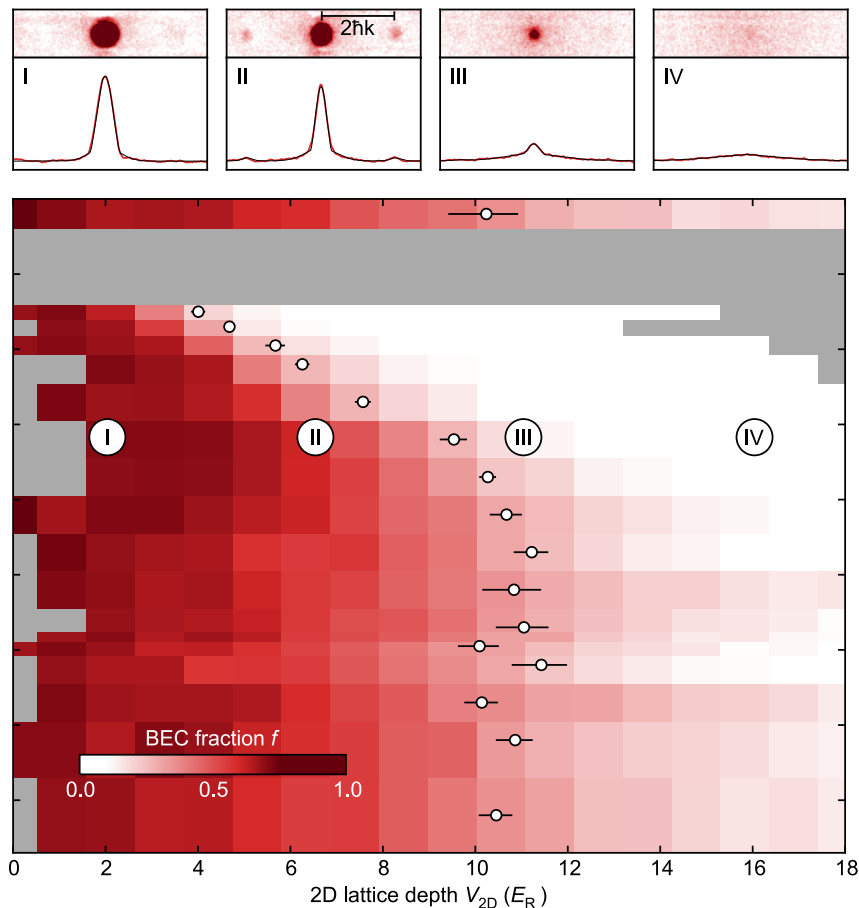 2ħk
I II III IV
I II III IV
BEC fraction f
0.0 0.5 1.0
0 2 4 6 8 10 12 14 16 18
2D lattice depth V2D (ER)